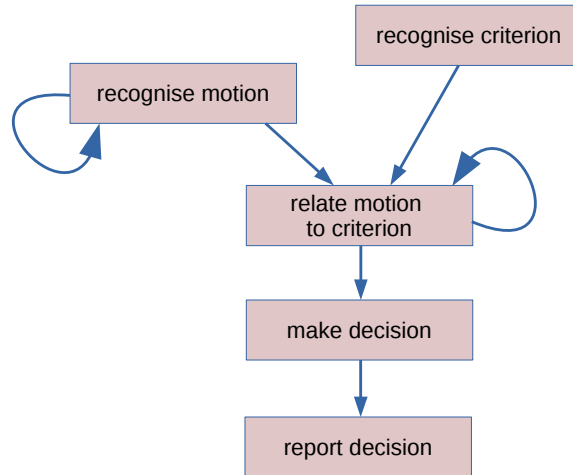 recognise criterion
recognise motion
relate motion
to criterion
make decision
report decision